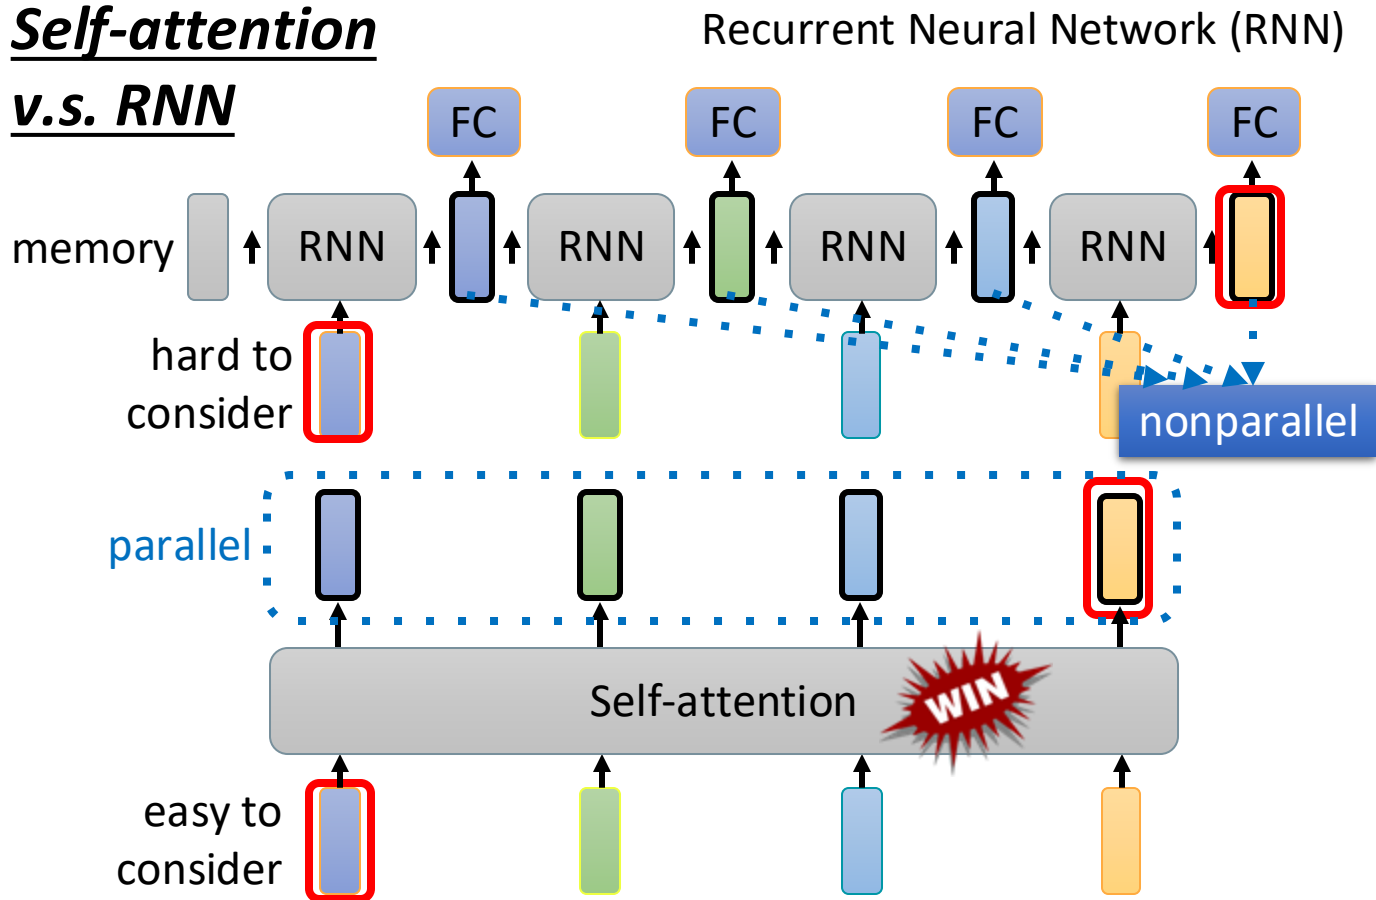 Self-attention
v.s. RNN
Recurrent Neural Network (RNN)
FC FC FC FC
memory RNN RNN RNN RNN
hard to
consider
nonparallel
parallel
Self-attention WIN
easy to
consider